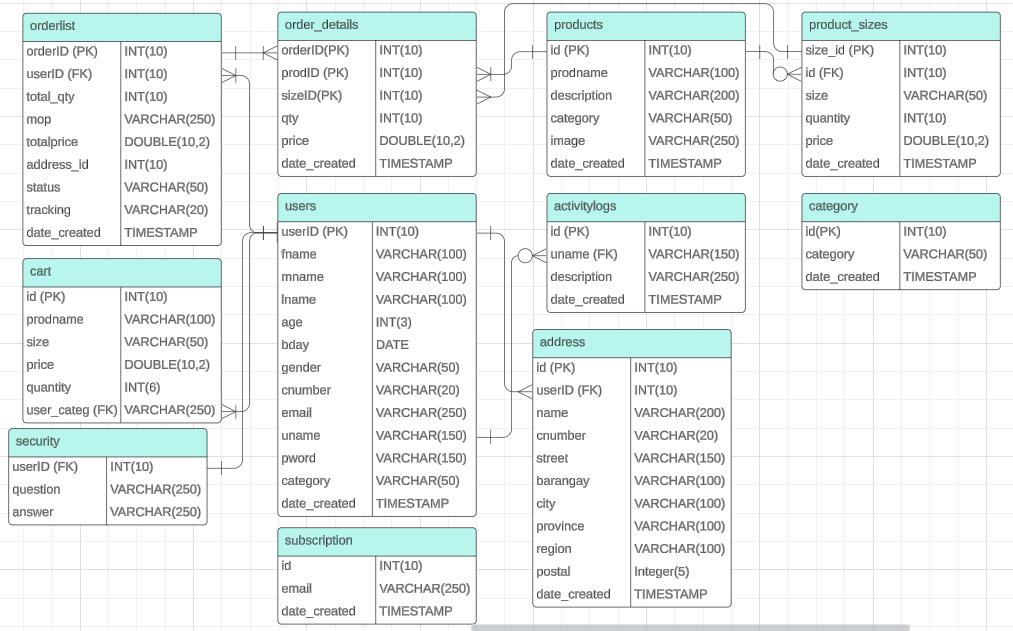 orderlist
orderID (PK) INT(10)
userID (FK) INT(10)
total_qty INT(10)
mop VARCHAR(250)
totalprice DOUBLE(10,2)
address_id INT(10)
status VARCHAR(50)
tracking VARCHAR(20)
date_created TIMESTAMP
order_details
orderID(PK) INT(10)
prodID (PK) INT(10)
sizeID(PK) INT(10)
qty INT(10)
price DOUBLE(10,2)
date_created TIMESTAMP
products
id (PK) INT(10)
prodname VARCHAR(100)
description VARCHAR(200)
category VARCHAR(50)
image VARCHAR(250)
date_created TIMESTAMP
product_sizes
size_id (PK) INT(10)
id (FK) INT(10)
size VARCHAR(50)
quantity INT(10)
price DOUBLE(10,2)
date_created TIMESTAMP
users
userID (PK) INT(10)
fname VARCHAR(100)
mname VARCHAR(100)
lname VARCHAR(100)
age INT(3)
bday DATE
gender VARCHAR(50)
cnumber VARCHAR(20)
email VARCHAR(250)
uname VARCHAR(150)
pword VARCHAR(150)
category VARCHAR(50)
date_created TIMESTAMP
activitylogs
id (PK) INT(10)
uname (FK) VARCHAR(150)
description VARCHAR(250)
date_created TIMESTAMP
category
id(PK) INT(10)
category VARCHAR(50)
date_created TIMESTAMP
cart
id (PK) INT(10)
prodname VARCHAR(100)
size VARCHAR(50)
price DOUBLE(10,2)
quantity INT(6)
user_categ (FK) VARCHAR(250)
address
id (PK) INT(10)
userID (FK) INT(10)
name VARCHAR(200)
cnumber VARCHAR(20)
street VARCHAR(150)
barangay VARCHAR(100)
city VARCHAR(100)
province VARCHAR(100)
region VARCHAR(100)
postal Integer(5)
date_created TIMESTAMP
security
userID (FK) INT(10)
question VARCHAR(250)
answer VARCHAR(250)
subscription
id INT(10)
email VARCHAR(250)
date_created TIMESTAMP